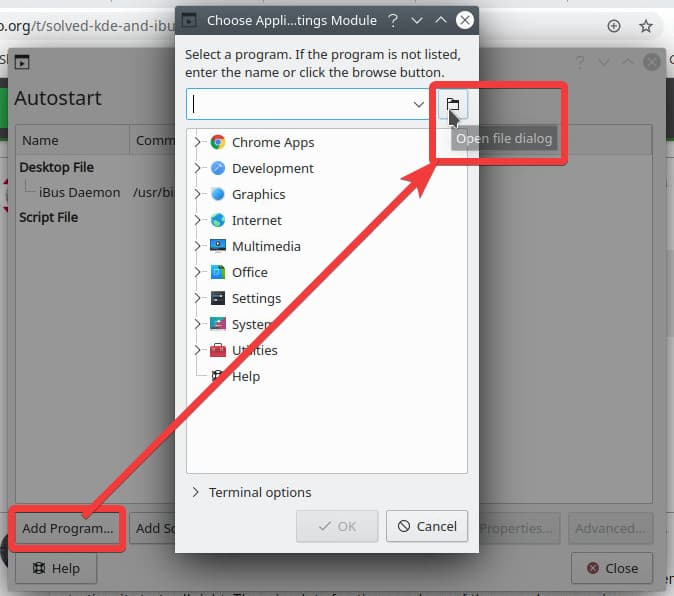 Choose Appli...tings Module
o.org/t/solved-kde-and-ibu
Select a program. If the program is not listed,
enter the name or click the browse button.
Autostart
Open file dialog
Name
Comm
Chrome Apps
Desktop File
Development
iBus Daemon
/usr/bi
Graphics
Script File
Internet
Multimedia
Office
Settings
System
Utilities
Help
Terminal options
Add Program...
Add Sc
OK
Cancel
Properties...
Advanced...
Help
Close